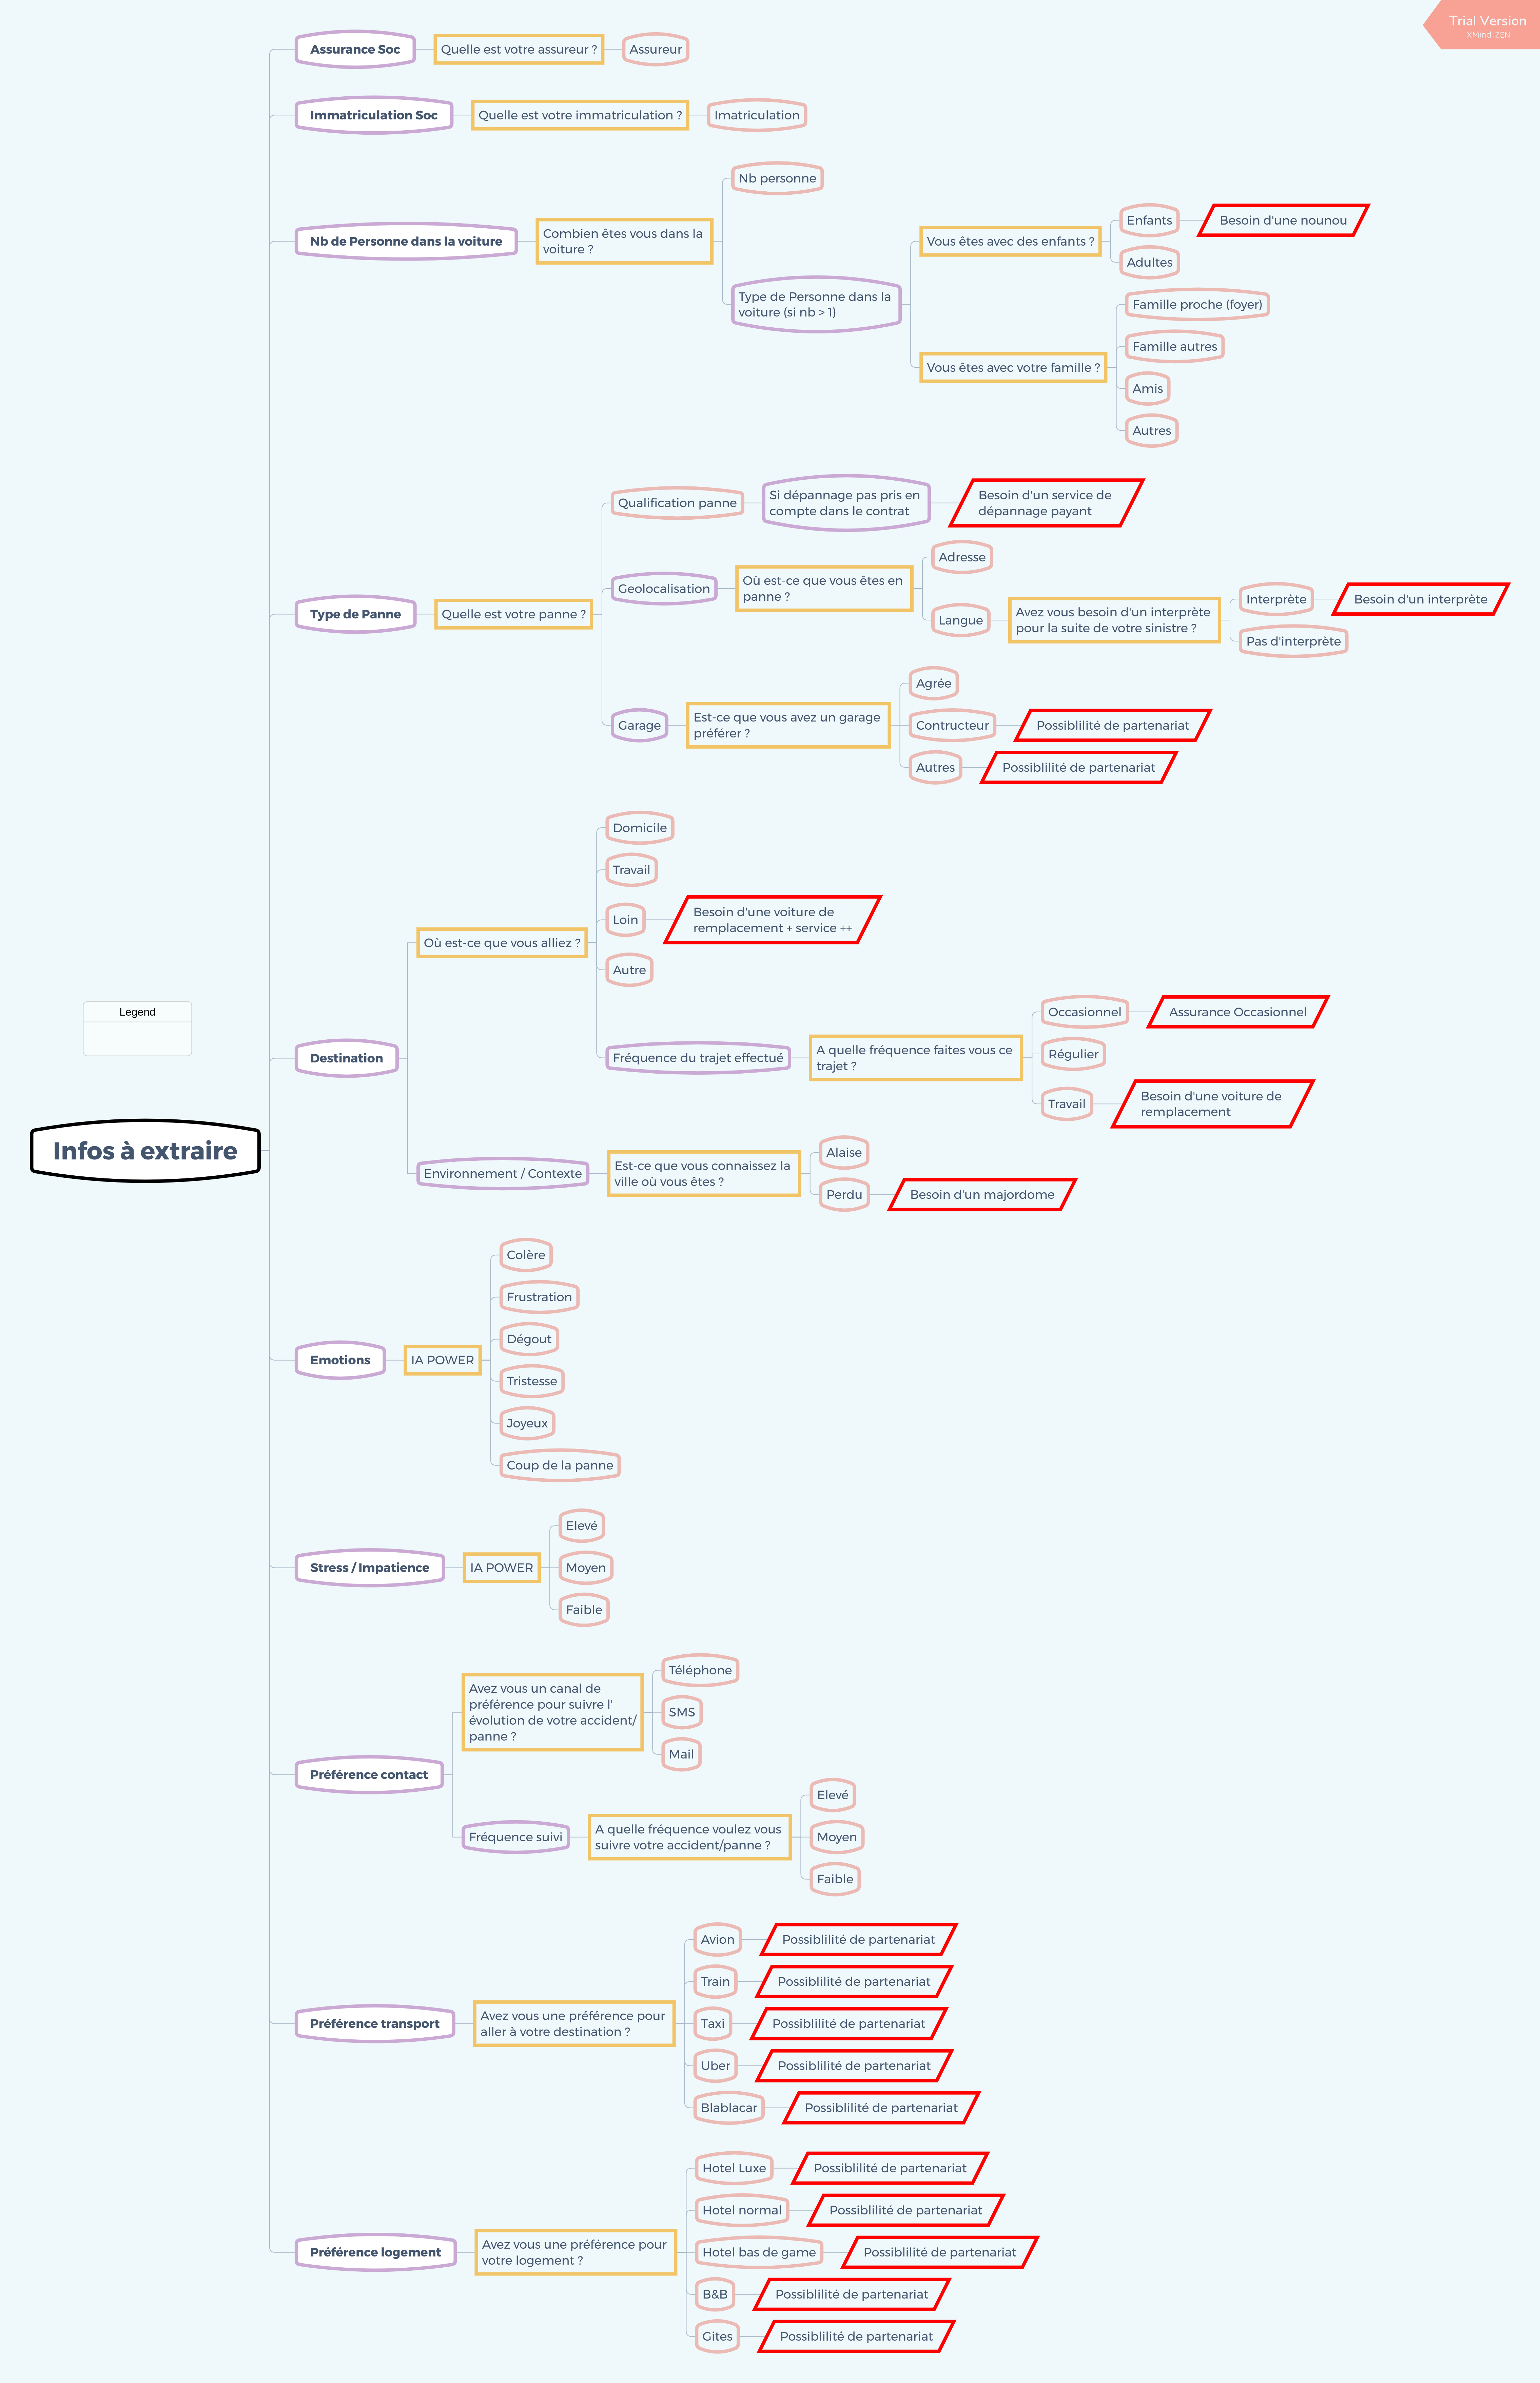 Trial Version
XMind:ZEN
Assurance Soc
Quelle est votre assureur ?
Assureur
Immatriculation Soc
Quelle est votre immatriculation ?
Imatriculation
Nb de Personne dans la voiture
Combien êtes vous dans la
voiture ?
Nb personne
Type de Personne dans la
voiture (si nb > 1)
Vous êtes avec des enfants ?
Enfants
Besoin d'une nounou
Adultes
Vous êtes avec votre famille ?
Famille proche (foyer)
Famille autres
Amis
Autres
Type de Panne
Quelle est votre panne ?
Qualification panne
Si dépannage pas pris en
compte dans le contrat
Besoin d'un service de
dépannage payant
Geolocalisation
Où est-ce que vous êtes en
panne ?
Adresse
Langue
Avez vous besoin d'un interprète
pour la suite de votre sinistre ?
Interprète
Besoin d'un interprète
Pas d'interprète
Garage
Est-ce que vous avez un garage
préférer ?
Agrée
Contructeur
Possiblilité de partenariat
Autres
Possiblilité de partenariat
Legend
Infos à extraire
Destination
Où est-ce que vous alliez ?
Domicile
Travail
Loin
Besoin d'une voiture de
remplacement + service ++
Autre
Fréquence du trajet effectué
A quelle fréquence faites vous ce
trajet ?
Occasionnel
Assurance Occasionnel
Régulier
Travail
Besoin d'une voiture de
remplacement
Environnement / Contexte
Est-ce que vous connaissez la
ville où vous êtes ?
Alaise
Perdu
Besoin d'un majordome
Emotions
IA POWER
Colère
Frustration
Dégout
Tristesse
Joyeux
Coup de la panne
Stress / Impatience
IA POWER
Elevé
Moyen
Faible
Préférence contact
Avez vous un canal de
préférence pour suivre l'
évolution de votre accident/
panne ?
Téléphone
SMS
Mail
Fréquence suivi
A quelle fréquence voulez vous
suivre votre accident/panne ?
Elevé
Moyen
Faible
Préférence transport
Avez vous une préférence pour
aller à votre destination ?
Avion
Possiblilité de partenariat
Train
Possiblilité de partenariat
Taxi
Possiblilité de partenariat
Uber
Possiblilité de partenariat
Blablacar
Possiblilité de partenariat
Préférence logement
Avez vous une préférence pour
votre logement ?
Hotel Luxe
Possiblilité de partenariat
Hotel normal
Possiblilité de partenariat
Hotel bas de game
Possiblilité de partenariat
B&B
Possiblilité de partenariat
Gites
Possiblilité de partenariat